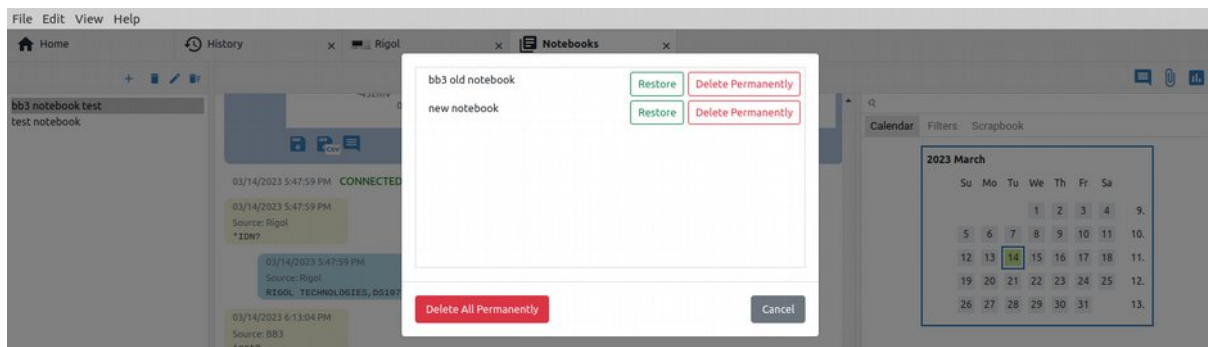 File Edit View Help
Home History x Rigol x Notebooks x
bb3 notebook test
test notebook
CSV
03/14/2023 5:47:59 PM CONNECTED
03/14/2023 5:47:59 PM
Source: Rigol
*IDN?
03/14/2023 5:47:59 PM
Source: Rigol
RIGOL TECHNOLOGIES,DS107
03/14/2023 6:13:04 PM
Source: BB3
bb3 old notebook Restore Delete Permanently
new notebook Restore Delete Permanently
Delete All Permanently Cancel
Calendar Filters Scrapbook
2023 March
Su Mo Tu We Th Fr Sa
1 2 3 4 9.
5 6 7 8 9 10 11 10.
12 13 14 15 16 17 18 11.
19 20 21 22 23 24 25 12.
26 27 28 29 30 31 13.